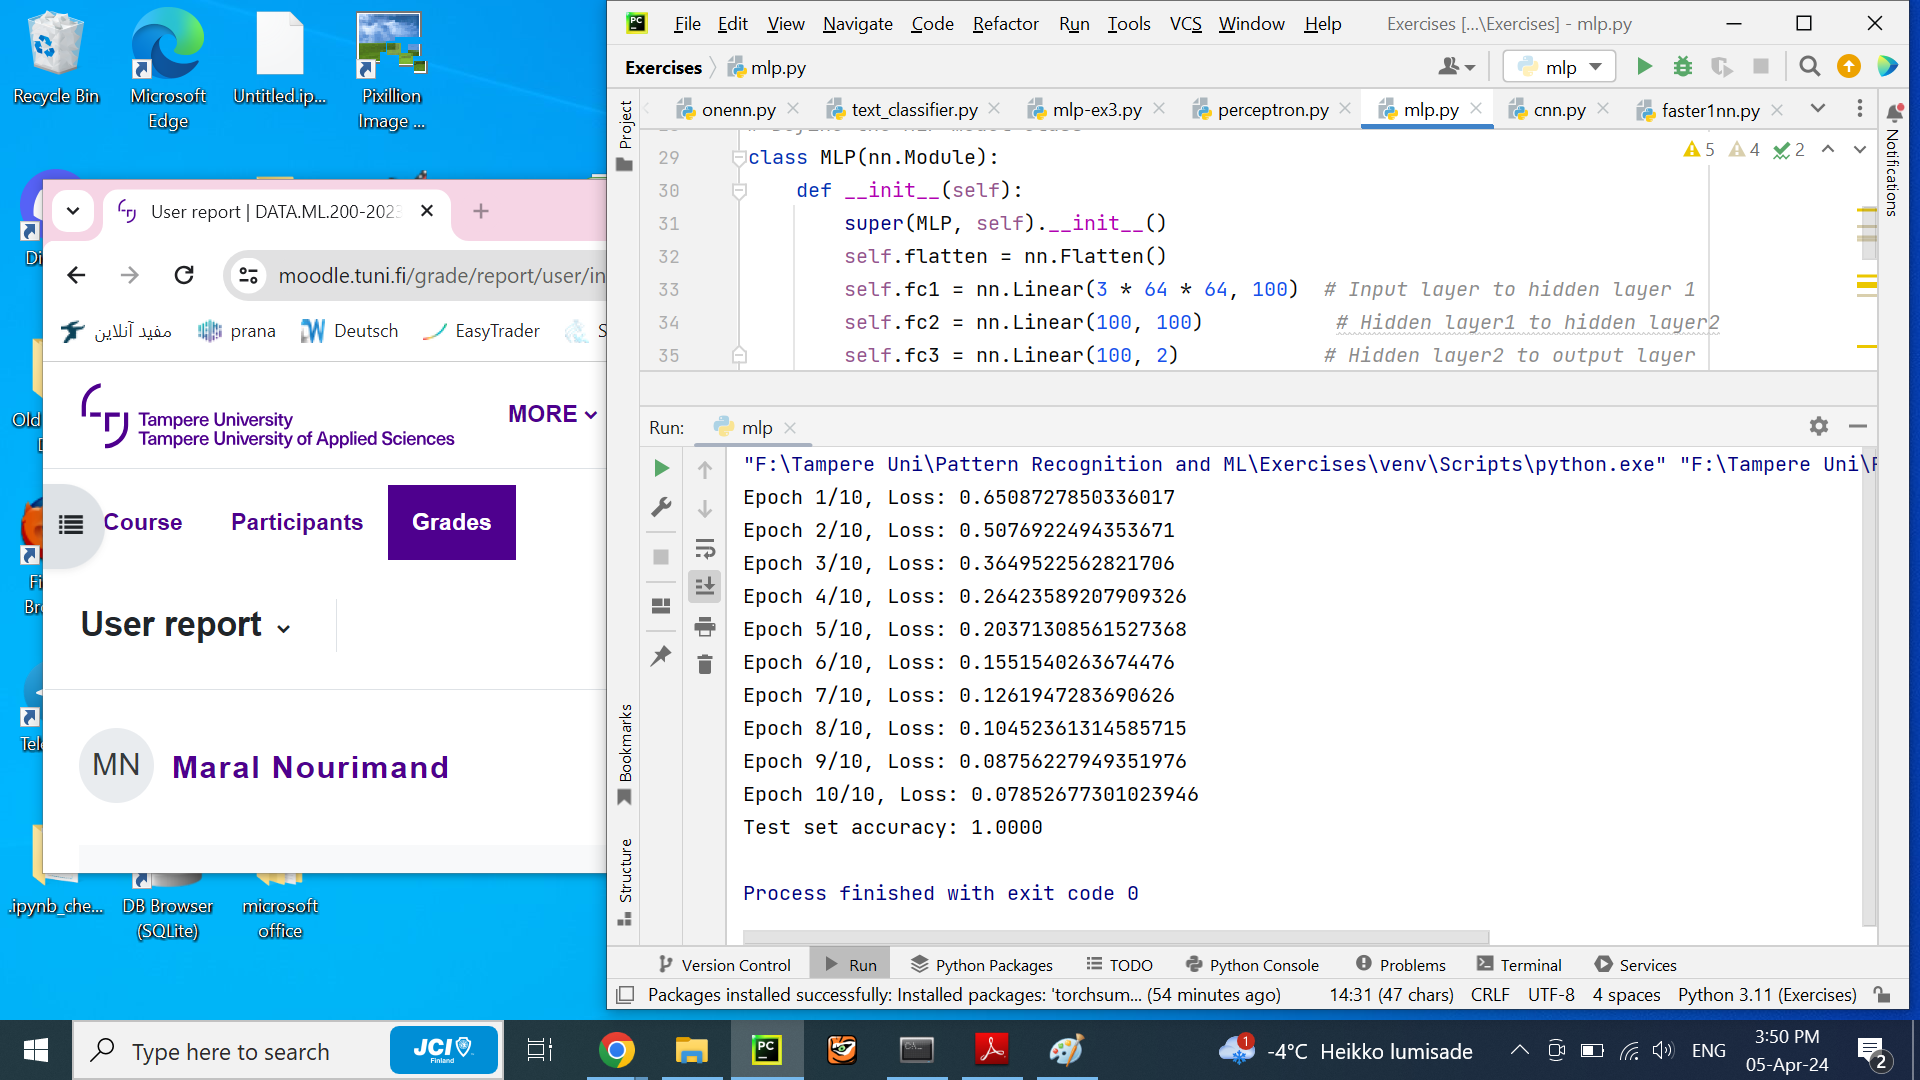 Recycle Bin
Microsoft Edge
Untitled.ip...
Pixillion Image ...
Di
Old
D
Fi
Bro
Tele
.ipynb_che...
DB Browser (SQLite)
microsoft office
User report | DATA.ML.200-2023
moodle.tuni.fi/grade/report/user/in
مفید آنلاین
prana
Deutsch
EasyTrader
S
Tampere University
Tampere University of Applied Sciences
MORE
Course
Participants
Grades
User report
MN
Maral Nourimand
PC
File Edit View Navigate Code Refactor Run Tools VCS Window Help
Exercises [...\Exercises] - mlp.py
Exercises
mlp.py
mlp
Project
onenn.py
text_classifier.py
mlp-ex3.py
perceptron.py
mlp.py
cnn.py
faster1nn.py
Notifications
5 4 2
29 class MLP(nn.Module):
30 def __init__(self):
31 super(MLP, self).__init__()
32 self.flatten = nn.Flatten()
33 self.fc1 = nn.Linear(3 * 64 * 64, 100) # Input layer to hidden layer 1
34 self.fc2 = nn.Linear(100, 100) # Hidden layer1 to hidden layer2
35 self.fc3 = nn.Linear(100, 2) # Hidden layer2 to output layer
Run: mlp
"F:\Tampere Uni\Pattern Recognition and ML\Exercises\venv\Scripts\python.exe" "F:\Tampere Uni\P
Epoch 1/10, Loss: 0.6508727850336017
Epoch 2/10, Loss: 0.5076922494353671
Epoch 3/10, Loss: 0.3649522562821706
Epoch 4/10, Loss: 0.26423589207909326
Epoch 5/10, Loss: 0.20371308561527368
Epoch 6/10, Loss: 0.1551540263674476
Epoch 7/10, Loss: 0.1261947283690626
Epoch 8/10, Loss: 0.10452361314585715
Epoch 9/10, Loss: 0.08756227949351976
Epoch 10/10, Loss: 0.07852677301023946
Test set accuracy: 1.0000
Process finished with exit code 0
Bookmarks
Structure
Version Control
Run
Python Packages
TODO
Python Console
Problems
Terminal
Services
Packages installed successfully: Installed packages: 'torchsum... (54 minutes ago)
14:31 (47 chars) CRLF UTF-8 4 spaces Python 3.11 (Exercises)
Type here to search
JCI
Finland
PC
1
-4°C Heikko lumisade
ENG
3:50 PM
05-Apr-24
2